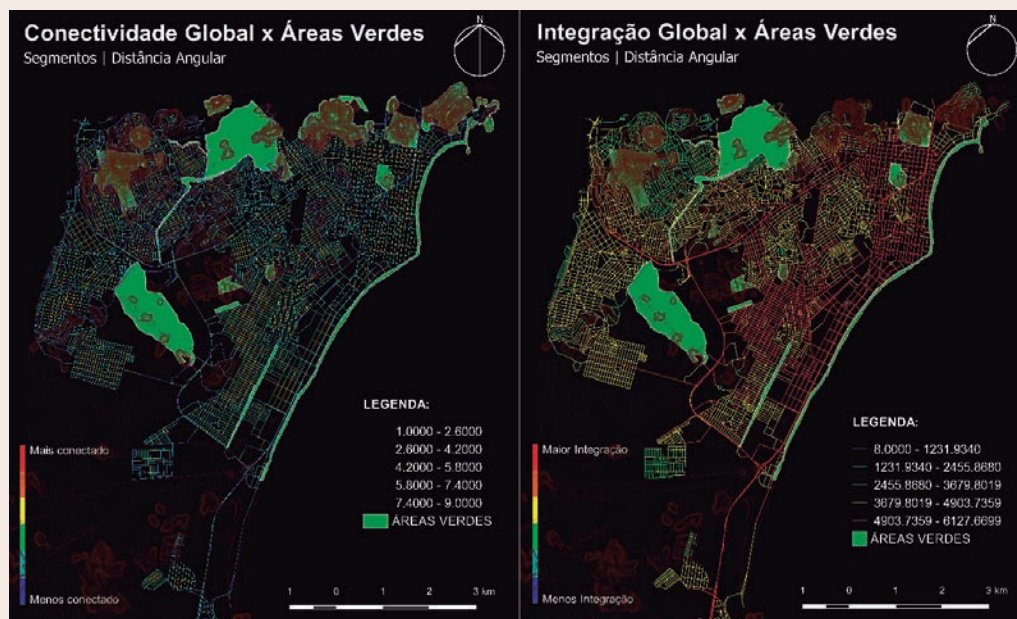 Conectividade Global x Áreas Verdes
Segmentos | Distância Angular
N
LEGENDA:
1.0000 - 2.6000
2.6000 - 4.2000
4.2000 - 5.8000
5.8000 - 7.4000
7.4000 - 9.0000
ÁREAS VERDES
Mais conectado
Menos conectado
1 0 1 2 3 km
Integração Global x Áreas Verdes
Segmentos | Distância Angular
N
LEGENDA:
8.0000 - 1231.9340
1231.9340 - 2455.8680
2455.8680 - 3679.8019
3679.8019 - 4903.7359
4903.7359 - 6127.6699
ÁREAS VERDES
Maior Integração
Menos Integração
1 0 1 2 3 km